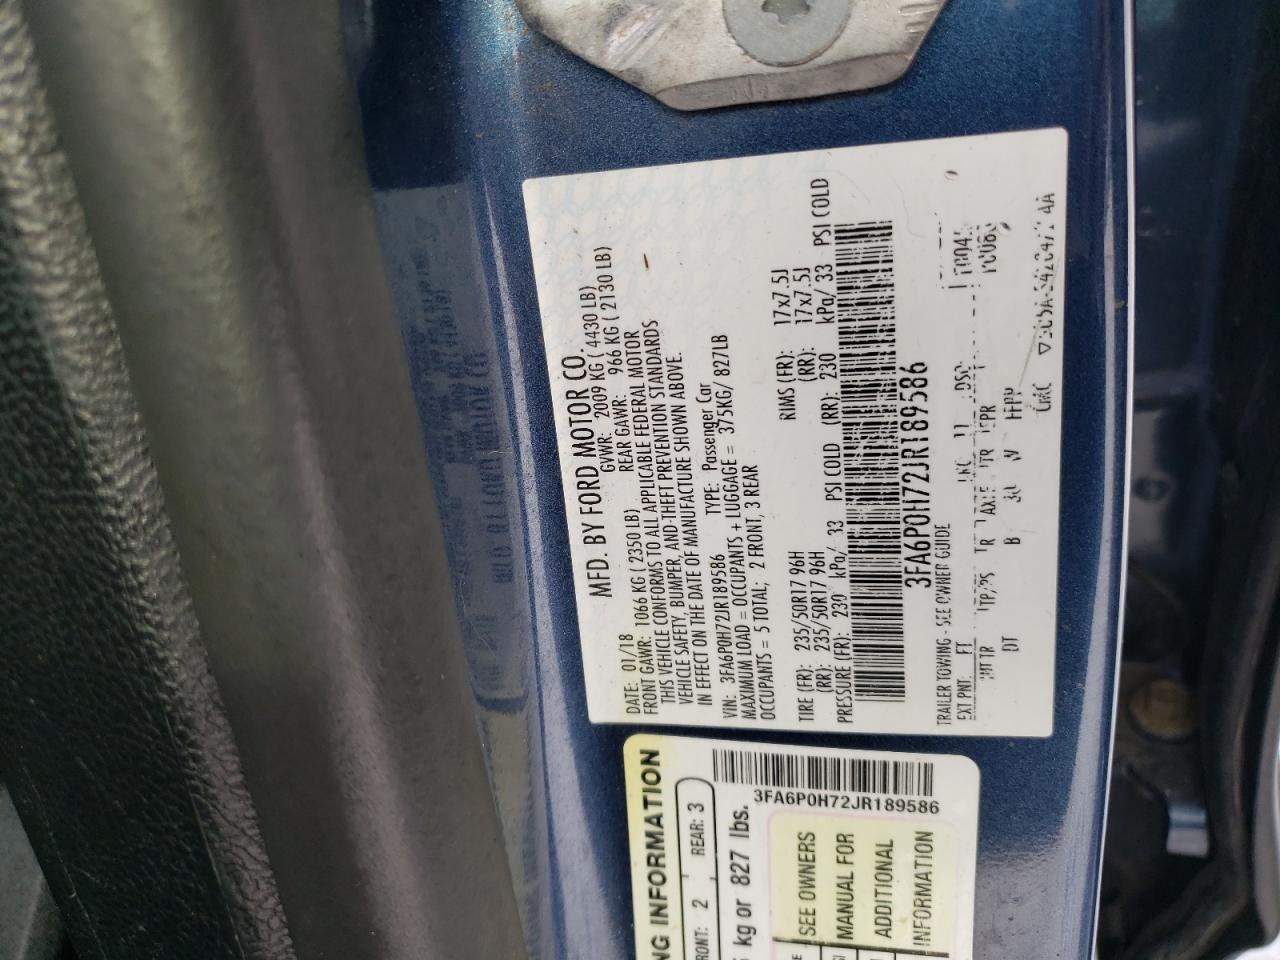 MFD. BY FORD MOTOR CO.
DATE: 01/18 GVWR: 2009 KG ( 4430 LB)
FRONT GAWR: 1066 KG ( 2350 LB) REAR GAWR: 966 KG ( 2130 LB)
THIS VEHICLE CONFORMS TO ALL APPLICABLE FEDERAL MOTOR
VEHICLE SAFETY, BUMPER, AND THEFT PREVENTION STANDARDS
IN EFFECT ON THE DATE OF MANUFACTURE SHOWN ABOVE.
VIN: 3FA6P0H72JR189586 TYPE: Passenger Car
MAXIMUM LOAD = OCCUPANTS + LUGGAGE = 375KG/ 827LB
OCCUPANTS = 5 TOTAL; 2 FRONT, 3 REAR
TIRE (FR): 235/50R17 96H RIMS (FR): 17x7.5J
(RR): 235/50R17 96H (RR): 17x7.5J
PRESSURE (FR): 230 kPa/ 33 PSI COLD (RR): 230 kPa/ 33 PSI COLD
3FA6P0H72JR189586
TRAILER TOWING - SEE OWNER GUIDE
EXT PNT: FT
INT TR TP/PS AXLE TR
DT B
3FA6P0H72JR189586
NG INFORMATION
RONT: 2 REAR: 3
kg or 827 lbs.
SEE OWNERS
MANUAL FOR
ADDITIONAL
INFORMATION